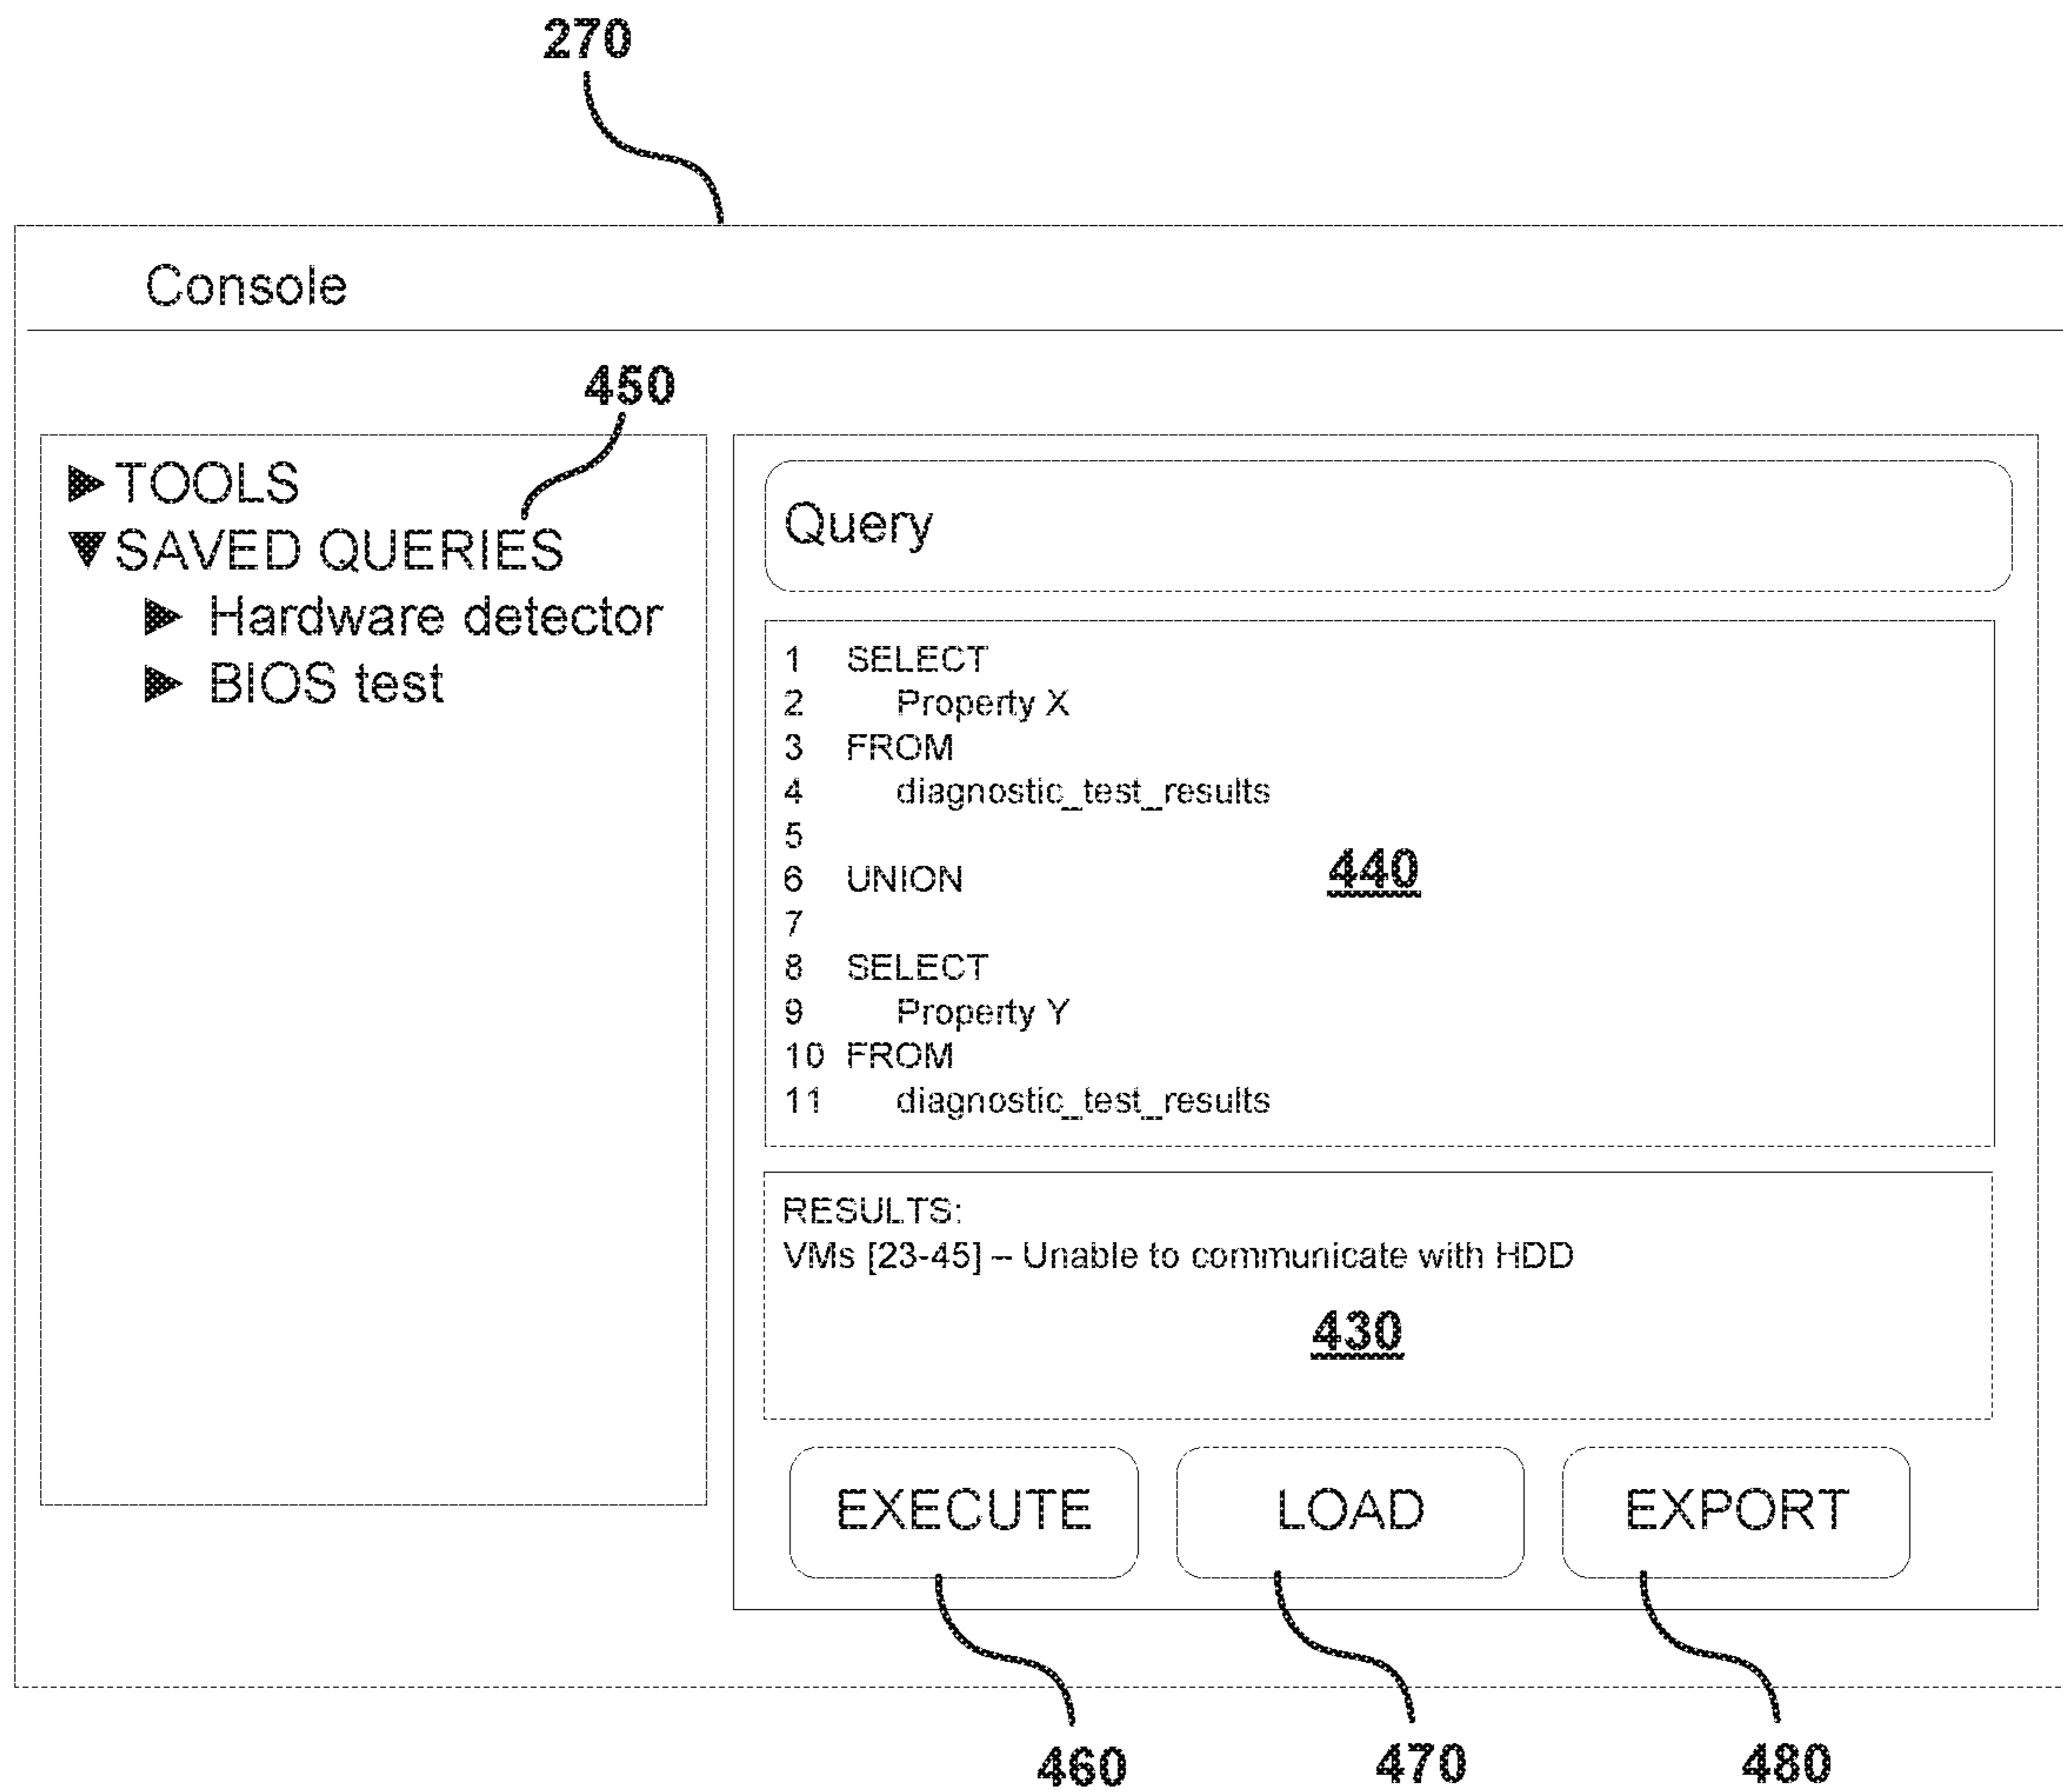 270
Console
450
▶ TOOLS
▼ SAVED QUERIES
▶ Hardware detector
▶ BIOS test
Query
1 SELECT
2 Property X
3 FROM
4 diagnostic_test_results
5
6 UNION
440
7
8 SELECT
9 Property Y
10 FROM
11 diagnostic_test_results
RESULTS:
VMs [23-45] – Unable to communicate with HDD
430
EXECUTE
LOAD
EXPORT
460
470
480